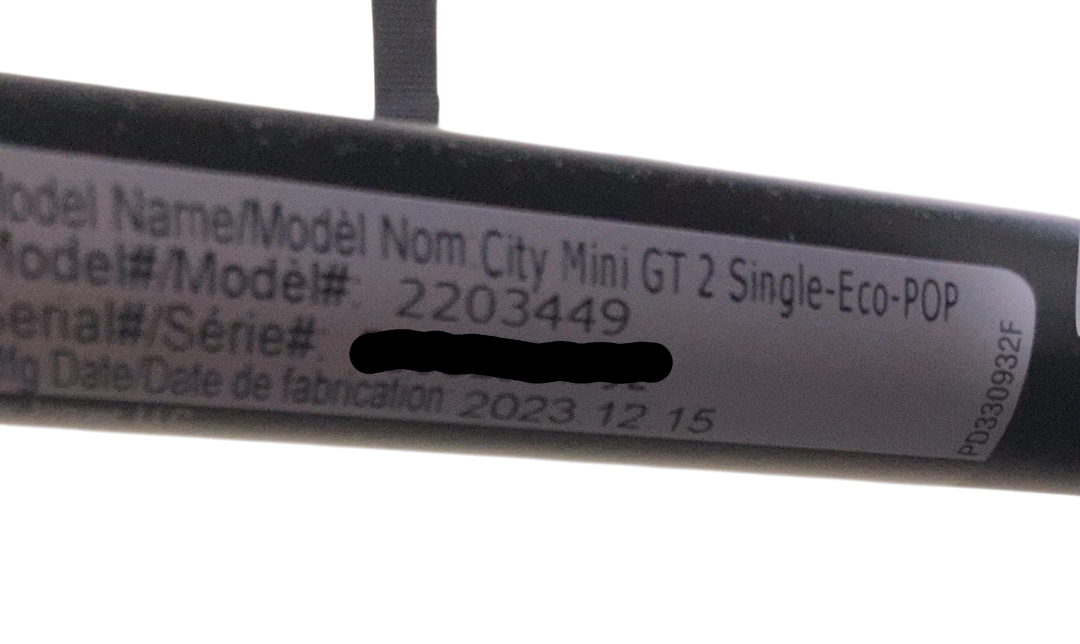 Model Name/Modèl Nom City Mini GT 2 Single-Eco-POP
Model#/Modèl#: 2203449
Serial#/Série#
Mfg Date/Date de fabrication 2023.12.15
PD330932F